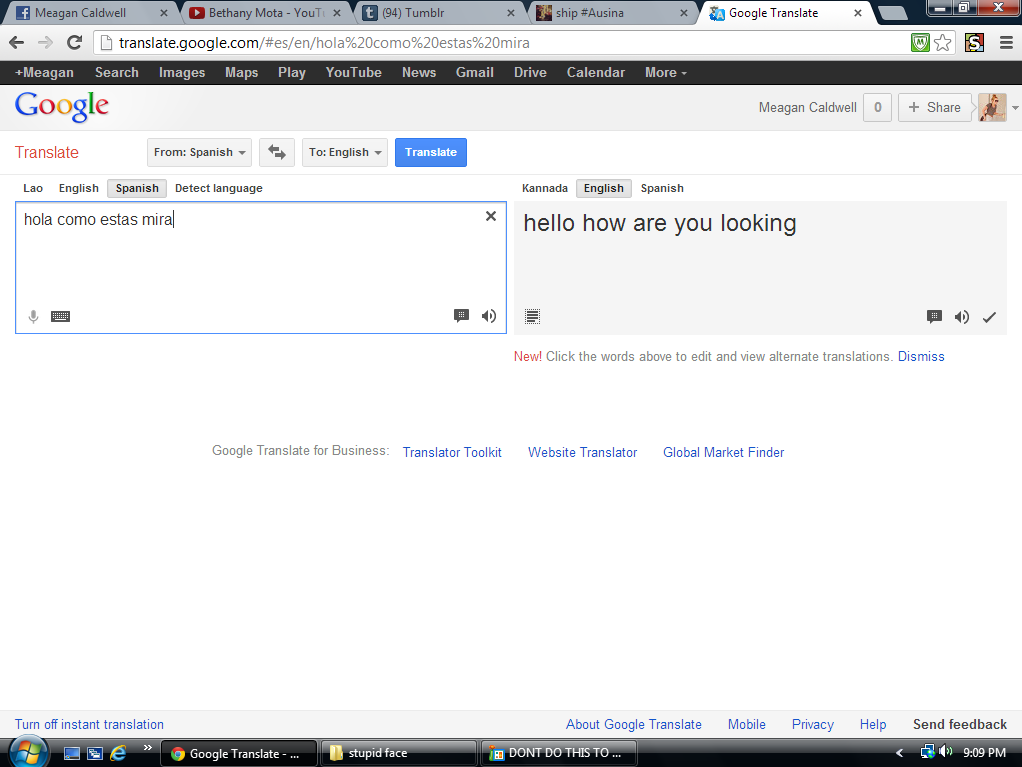 Meagan Caldwell
Bethany Mota - YouTu
(94) Tumblr
ship #Ausina
Google Translate
translate.google.com/#es/en/hola%20como%20estas%20mira
+Meagan Search Images Maps Play YouTube News Gmail Drive Calendar More
Google
Meagan Caldwell 0 + Share
Translate From: Spanish To: English Translate
Lao English Spanish Detect language
Kannada English Spanish
hola como estas mira
hello how are you looking
New! Click the words above to edit and view alternate translations. Dismiss
Google Translate for Business: Translator Toolkit Website Translator Global Market Finder
Turn off instant translation
About Google Translate Mobile Privacy Help Send feedback
Google Translate - ...
stupid face
DONT DO THIS TO ...
9:09 PM